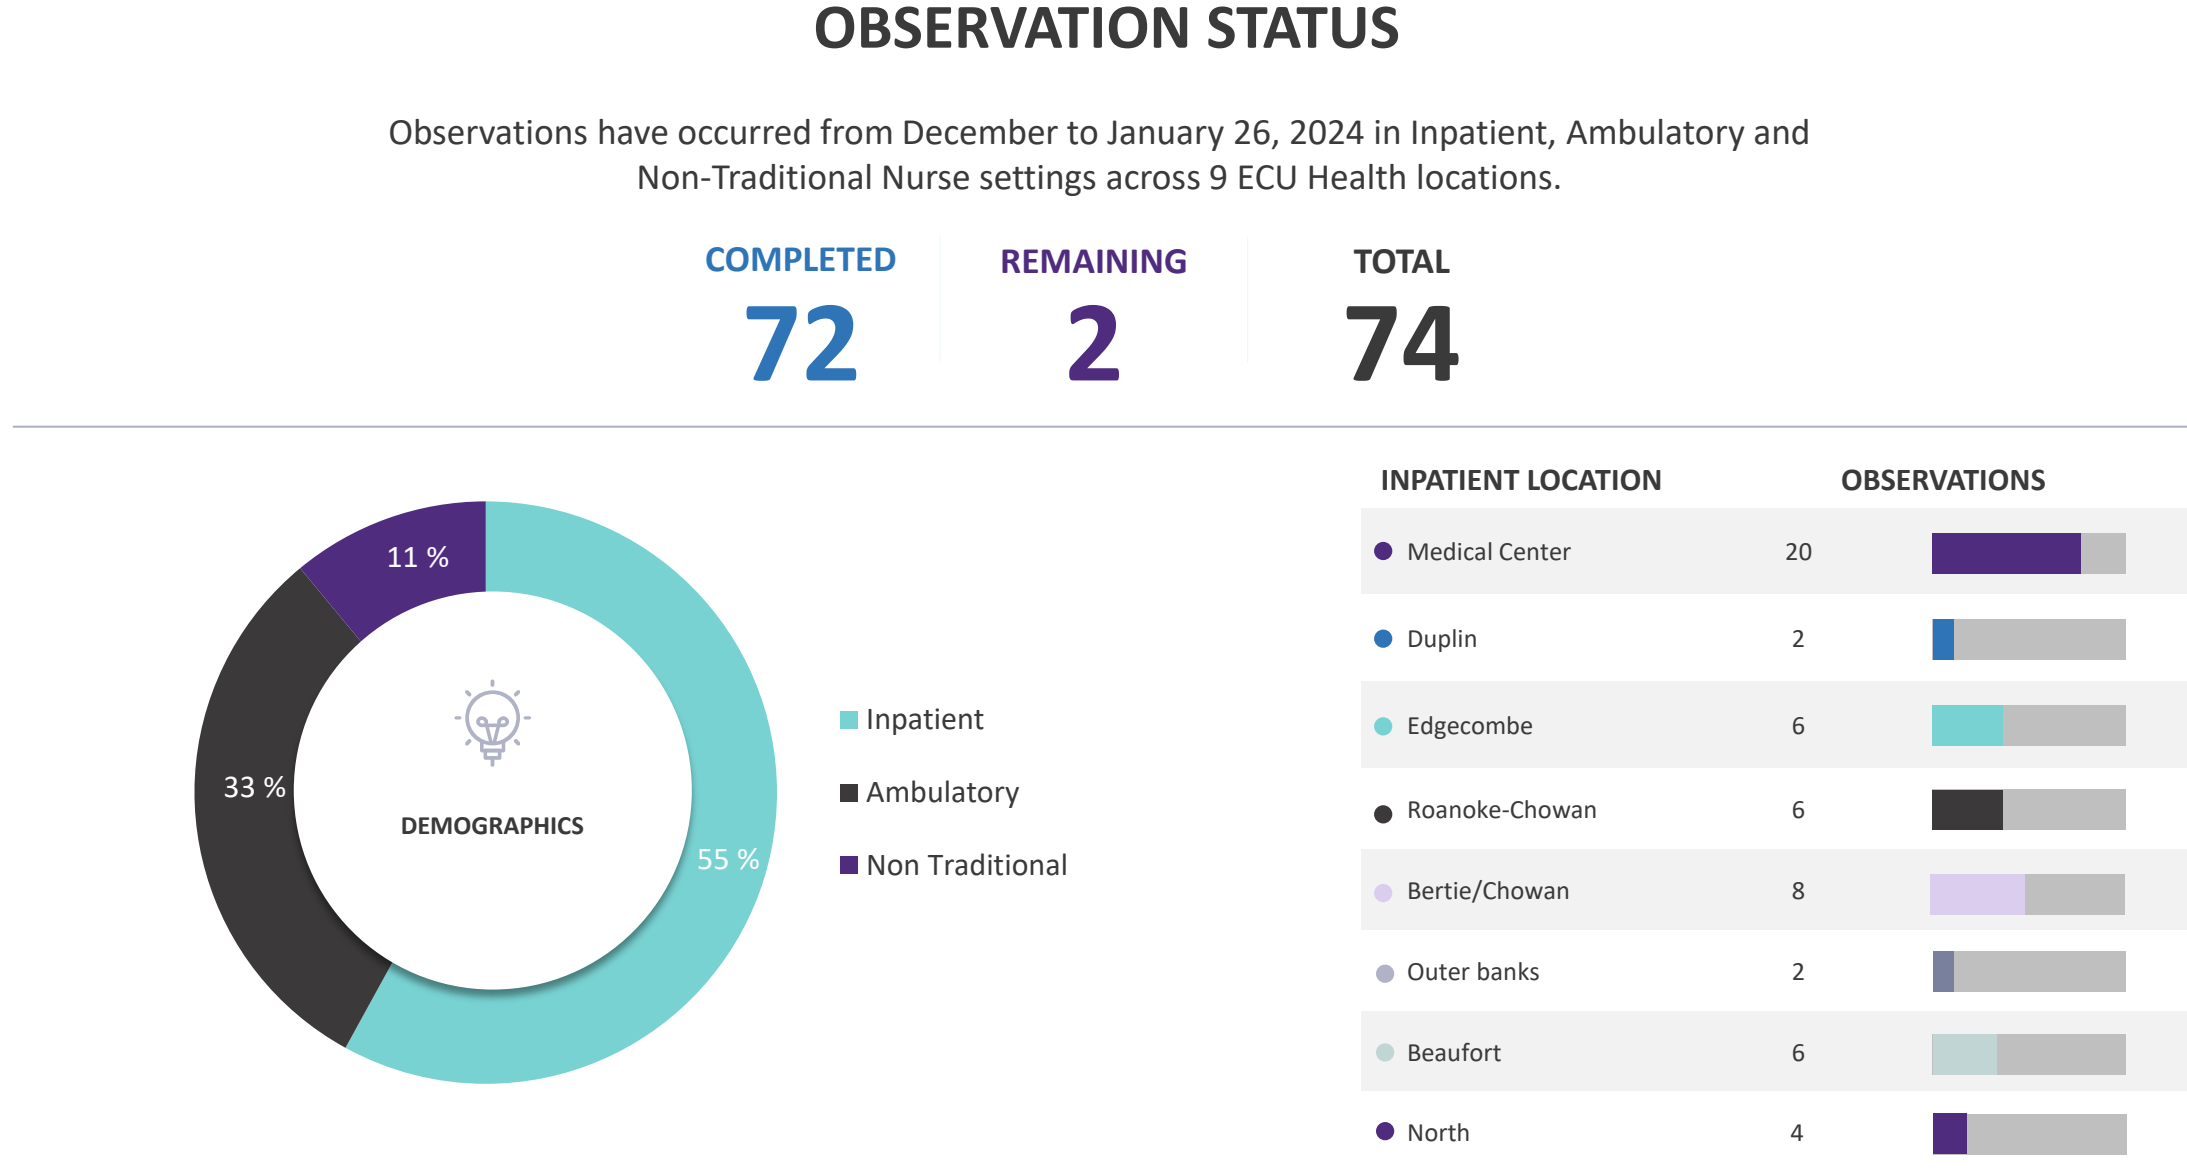 OBSERVATION STATUS
Observations have occurred from December to January 26, 2024 in Inpatient, Ambulatory and
Non-Traditional Nurse settings across 9 ECU Health locations.
COMPLETED
72
REMAINING
2
TOTAL
74
11 %
33 %
55 %
DEMOGRAPHICS
Inpatient
Ambulatory
Non Traditional
INPATIENT LOCATION OBSERVATIONS
Medical Center 20
Duplin 2
Edgecombe 6
Roanoke-Chowan 6
Bertie/Chowan 8
Outer banks 2
Beaufort 6
North 4